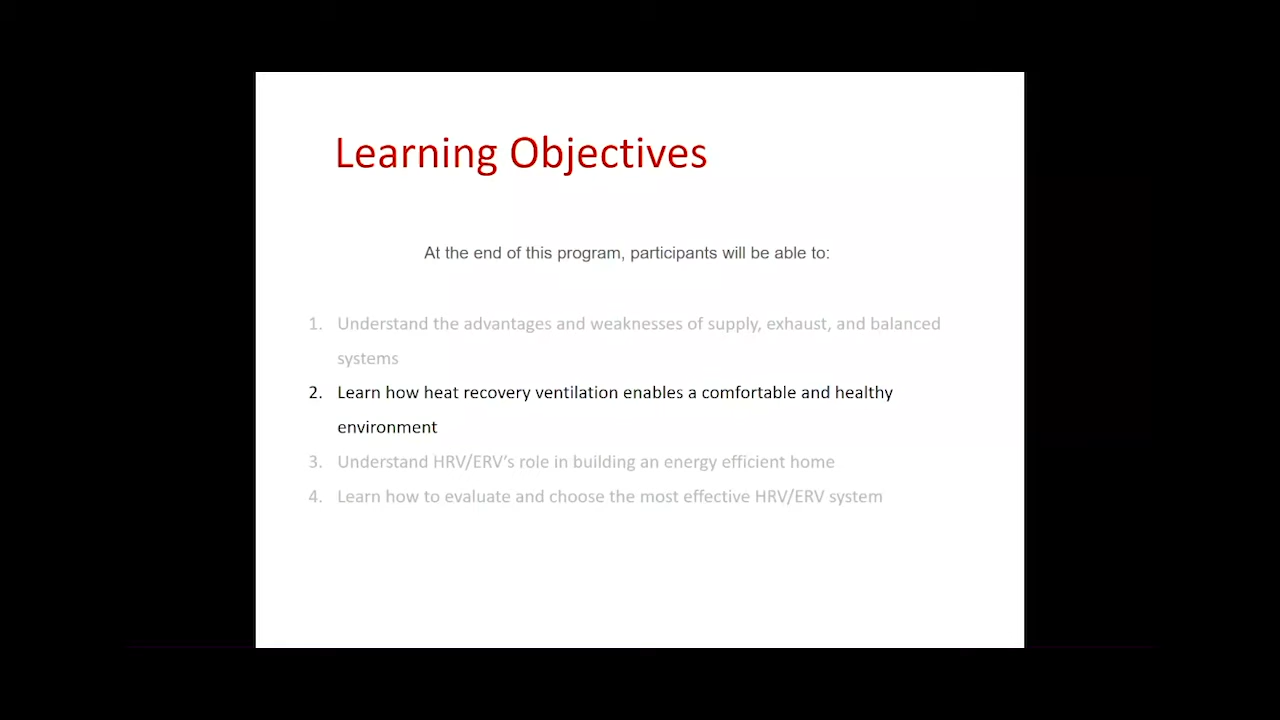 Learning Objectives
At the end of this program, participants will be able to:
1. Understand the advantages and weaknesses of supply, exhaust, and balanced
systems
2. Learn how heat recovery ventilation enables a comfortable and healthy
environment
3. Understand HRV/ERV’s role in building an energy efficient home
4. Learn how to evaluate and choose the most effective HRV/ERV system